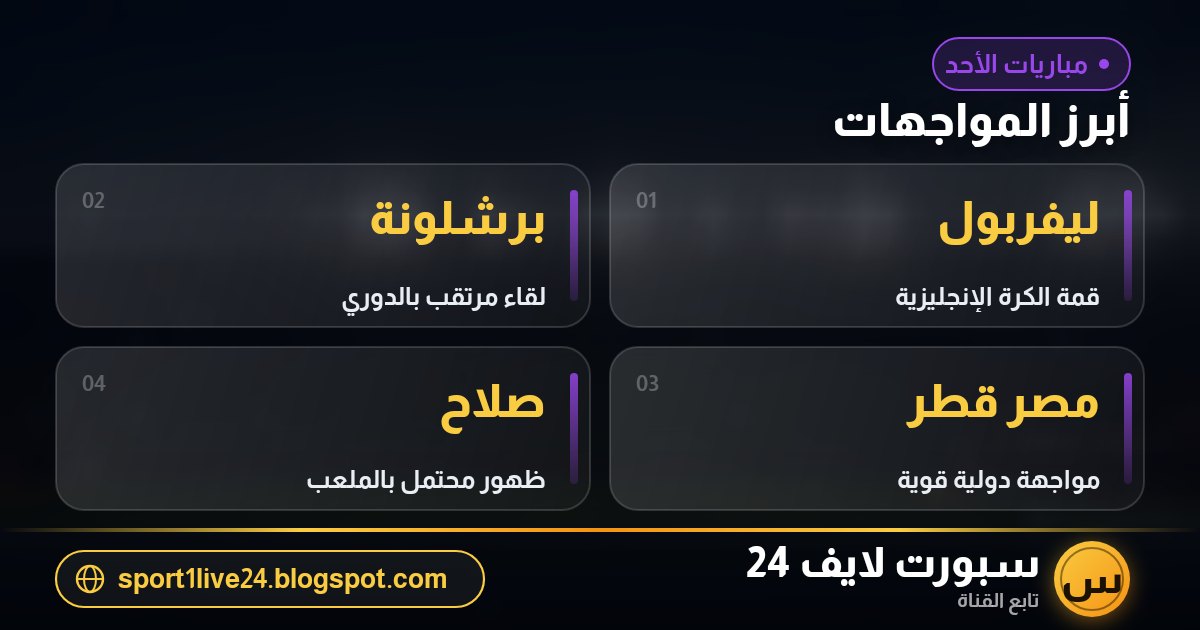 مباريات الأحد
أبرز المواجهات
01
ليفربول
قمة الكرة الإنجليزية
02
برشلونة
لقاء مرتقب بالدوري
03
مصر قطر
مواجهة دولية قوية
04
صلاح
ظهور محتمل بالملعب
س
سبورت لايف 24
تابع القناة
sport1live24.blogspot.com